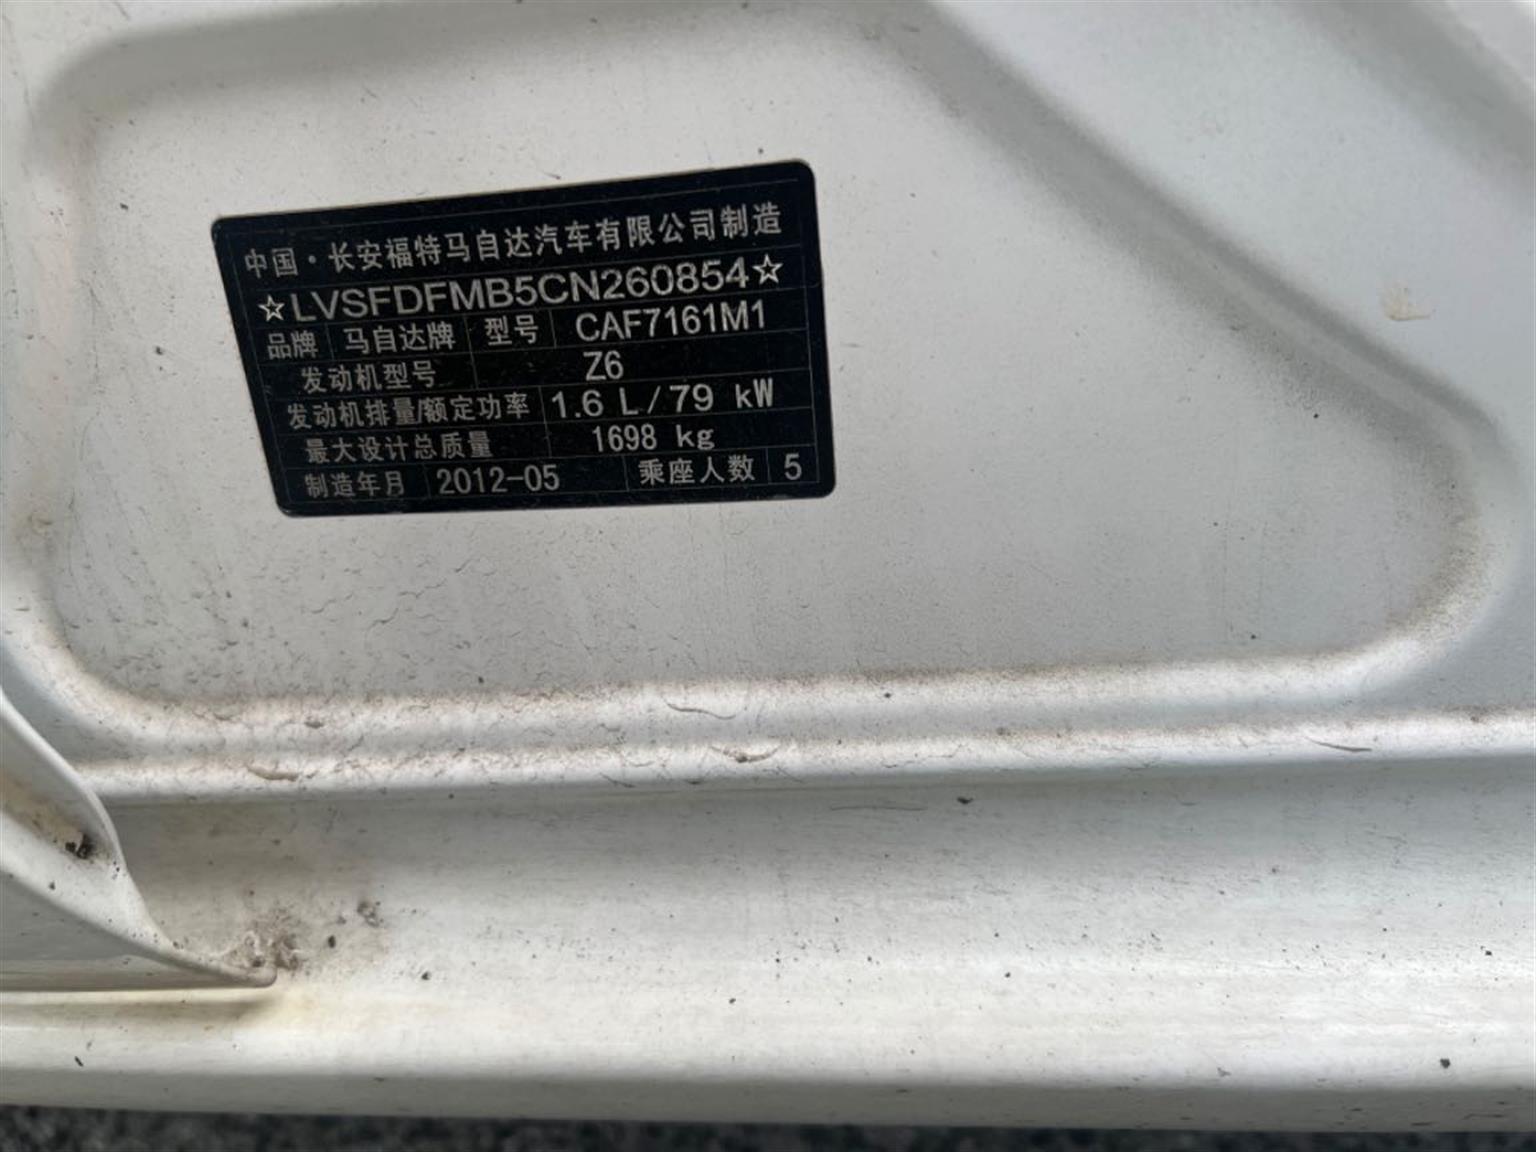 中国·长安福特马自达汽车有限公司制造
☆LVSFDFMB5CN260854☆
品牌 马自达牌 型号 CAF7161M1
发动机型号 Z6
发动机排量/额定功率 1.6 L/79 kW
最大设计总质量 1698 kg
制造年月 2012-05 乘座人数 5